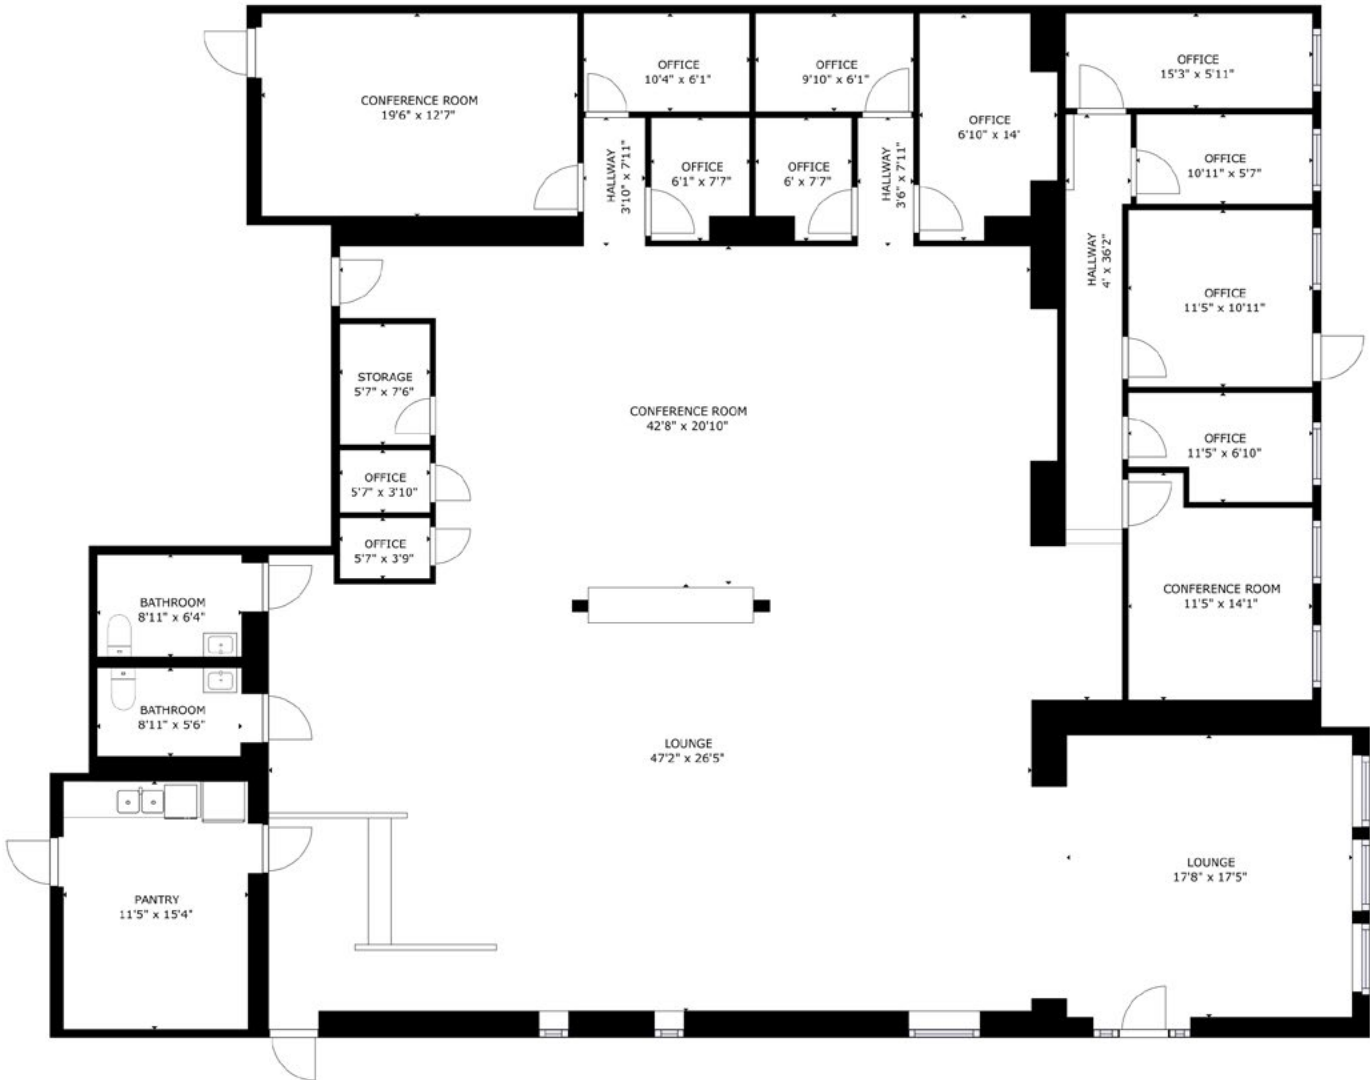 CONFERENCE ROOM
19'6" x 12'7"
OFFICE
10'4" x 6'1"
OFFICE
9'10" x 6'1"
OFFICE
6'10" x 14'
OFFICE
15'3" x 5'11"
HALLWAY
3'10" x 7'11"
OFFICE
6'1" x 7'7"
OFFICE
6' x 7'7"
HALLWAY
3'6" x 7'11"
OFFICE
10'11" x 5'7"
HALLWAY
4' x 36'2"
OFFICE
11'5" x 10'11"
STORAGE
5'7" x 7'6"
CONFERENCE ROOM
42'8" x 20'10"
OFFICE
11'5" x 6'10"
OFFICE
5'7" x 3'10"
OFFICE
5'7" x 3'9"
BATHROOM
8'11" x 6'4"
CONFERENCE ROOM
11'5" x 14'1"
BATHROOM
8'11" x 5'6"
LOUNGE
47'2" x 26'5"
LOUNGE
17'8" x 17'5"
PANTRY
11'5" x 15'4"